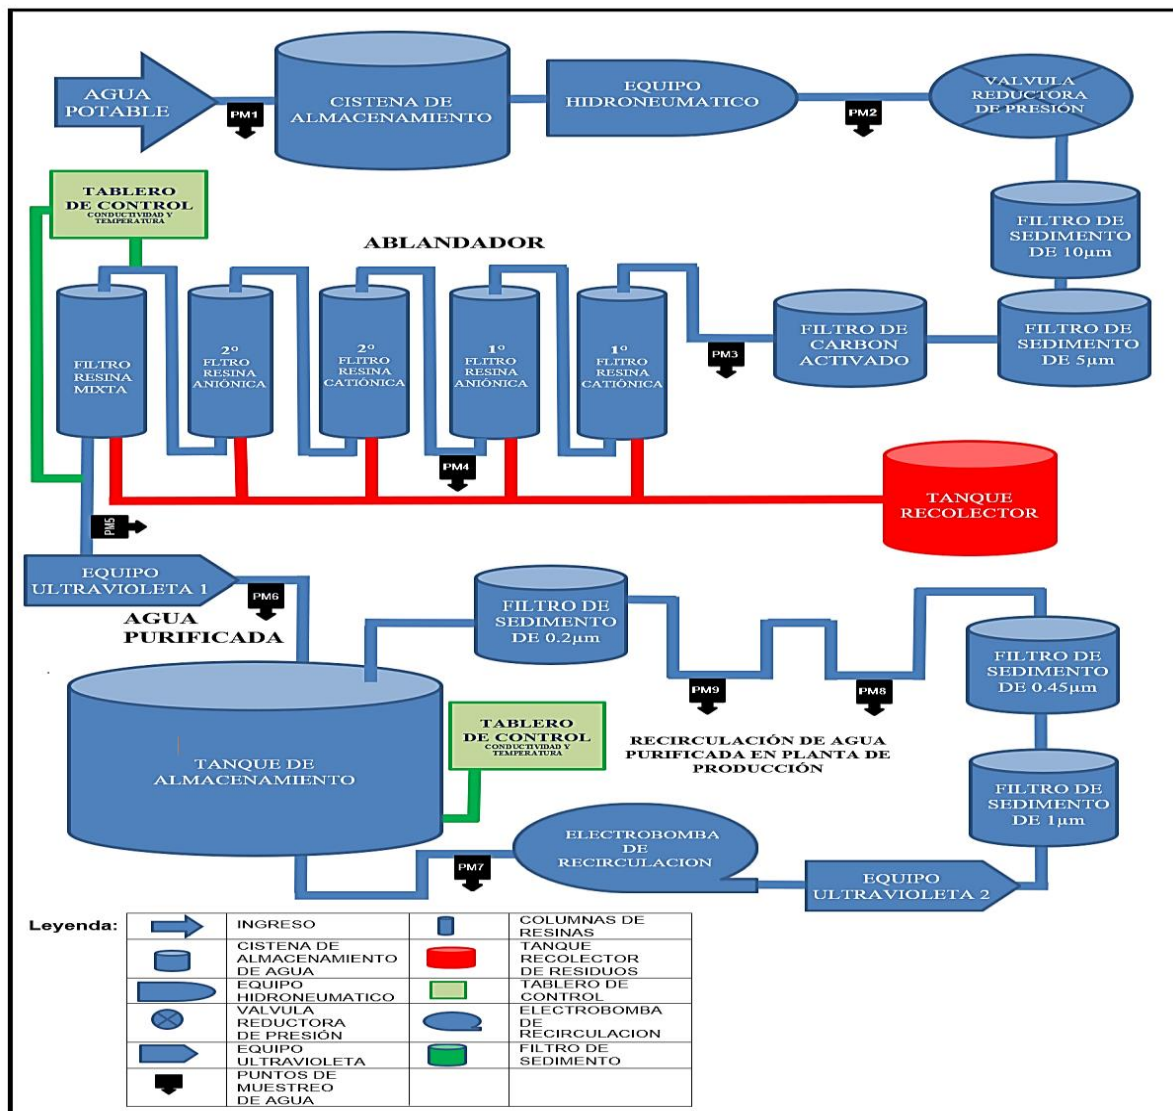 AGUA
POTABLE
PM1
CISTENA DE
ALMACENAMIENTO
EQUIPO
HIDRONEUMATICO
PM2
VALVULA
REDUCTORA
DE PRESIÓN
TABLERO
DE CONTROL
CONDUCTIVIDAD Y
TEMPERATURA
ABLANDADOR
FILTRO DE
SEDIMENTO
DE 10µm
FILTRO
RESINA
MIXTA
2º
FLTRO
RESINA
ANIÓNICA
2º
FLITRO
RESINA
CATIÓNICA
1º
FLITRO
RESINA
ANIÓNICA
1º
FLITRO
RESINA
CATIÓNICA
PM3
FILTRO DE
CARBON
ACTIVADO
FILTRO DE
SEDIMENTO
DE 5µm
PM4
TANQUE
RECOLECTOR
PM5
EQUIPO
ULTRAVIOLETA 1
PM6
AGUA
PURIFICADA
FILTRO DE
SEDIMENTO
DE 0.2µm
PM9
PM8
FILTRO DE
SEDIMENTO
DE 0.45µm
TANQUE DE
ALMACENAMIENTO
TABLERO
DE CONTROL
CONDUCTIVIDAD Y
TEMPERATURA
RECIRCULACIÓN DE AGUA
PURIFICADA EN PLANTA DE
PRODUCCIÓN
FILTRO DE
SEDIMENTO
DE 1µm
PM7
ELECTROBOMBA
DE
RECIRCULACION
EQUIPO
ULTRAVIOLETA 2
Leyenda:
INGRESO
COLUMNAS DE
RESINAS
CISTENA DE
ALMACENAMIENTO
DE AGUA
TANQUE
RECOLECTOR
DE RESIDUOS
EQUIPO
HIDRONEUMATICO
TABLERO DE
CONTROL
VALVULA
REDUCTORA
DE PRESIÓN
ELECTROBOMBA
DE
RECIRCULACION
EQUIPO
ULTRAVIOLETA
FILTRO DE
SEDIMENTO
PUNTOS DE
MUESTREO
DE AGUA